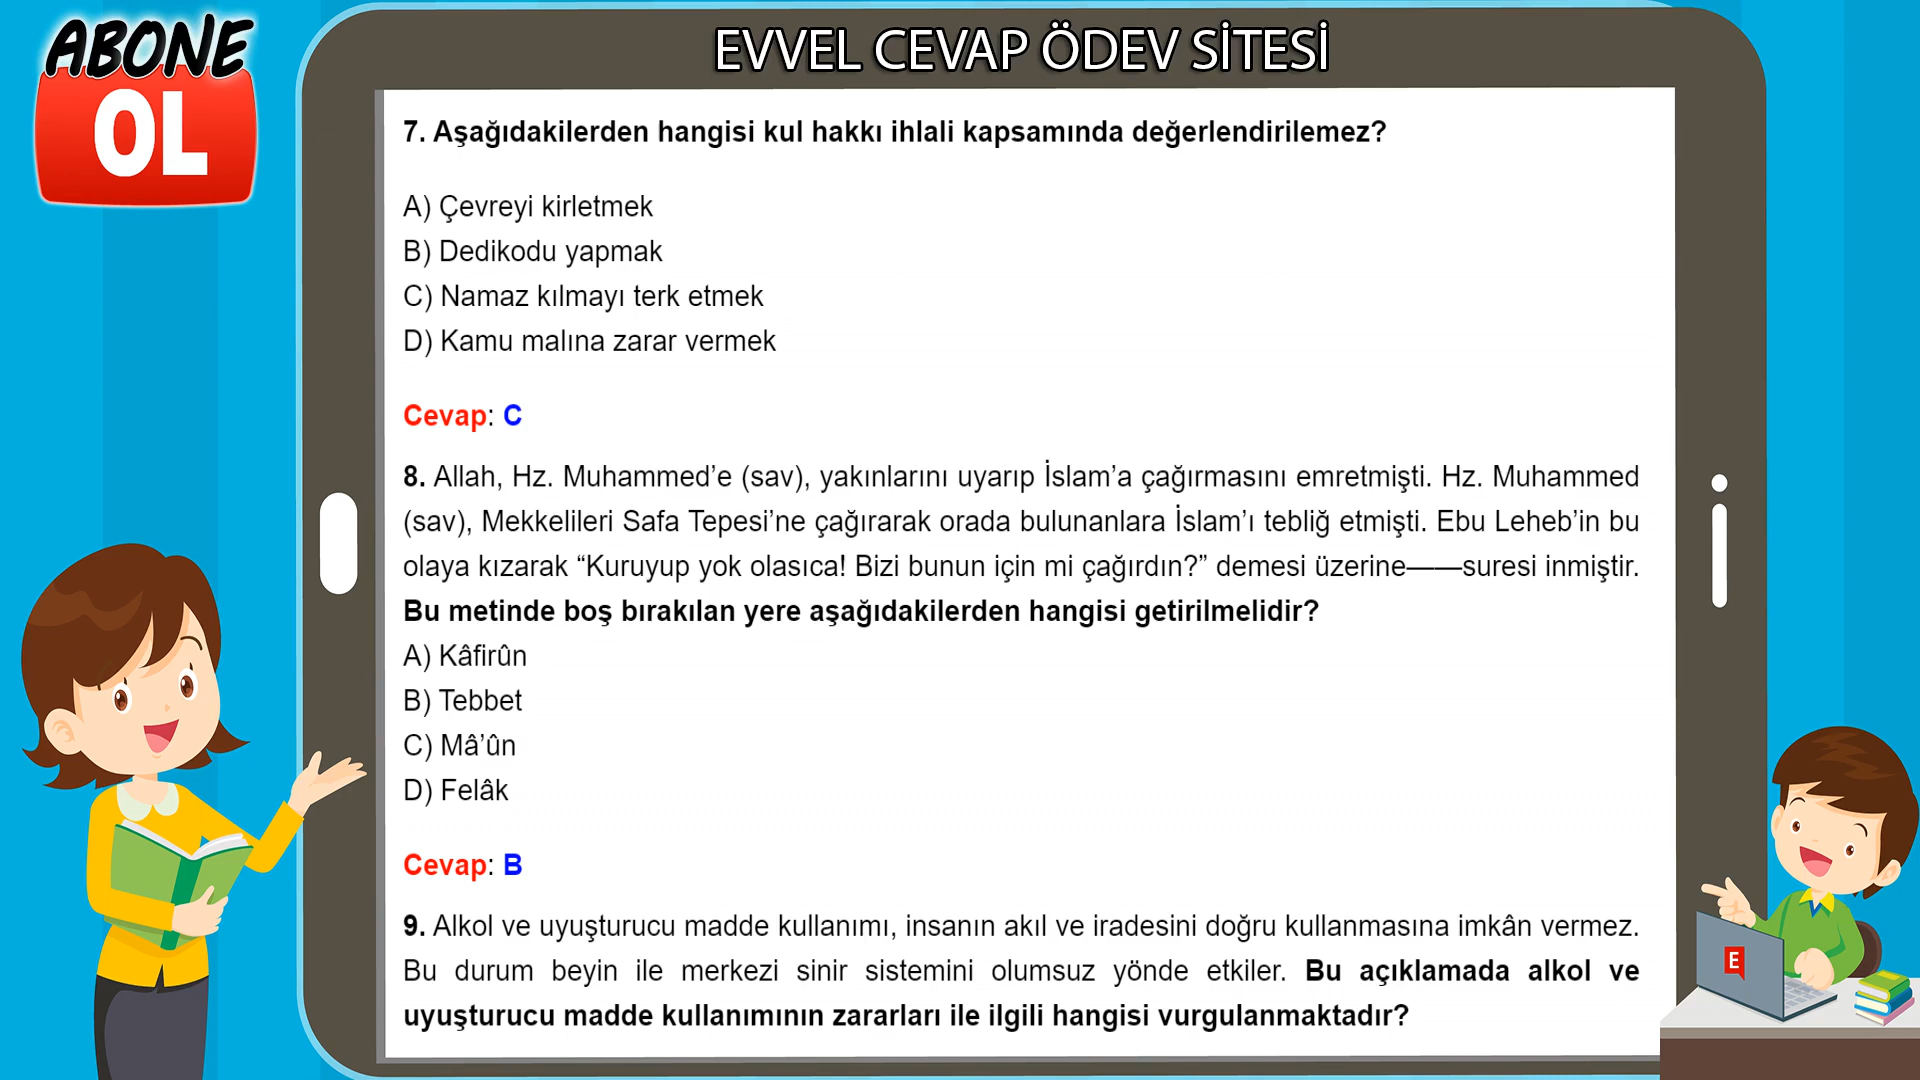 ABONE
OL
EVVEL CEVAP ÖDEV SİTESİ
7. Aşağıdakilerden hangisi kul hakkı ihlali kapsamında değerlendirilemez?
A) Çevreyi kirletmek
B) Dedikodu yapmak
C) Namaz kılmayı terk etmek
D) Kamu malına zarar vermek
Cevap: C
8. Allah, Hz. Muhammed’e (sav), yakınlarını uyarıp İslam’a çağırmasını emretmişti. Hz. Muhammed
(sav), Mekkelileri Safa Tepesi’ne çağırarak orada bulunanlara İslam’ı tebliğ etmişti. Ebu Leheb’in bu
olaya kızarak “Kuruyup yok olasıca! Bizi bunun için mi çağırdın?” demesi üzerine——suresi inmiştir.
Bu metinde boş bırakılan yere aşağıdakilerden hangisi getirilmelidir?
A) Kâfirûn
B) Tebbet
C) Mâ’ûn
D) Felâk
Cevap: B
9. Alkol ve uyuşturucu madde kullanımı, insanın akıl ve iradesini doğru kullanmasına imkân vermez.
Bu durum beyin ile merkezi sinir sistemini olumsuz yönde etkiler. Bu açıklamada alkol ve
uyuşturucu madde kullanımının zararları ile ilgili hangisi vurgulanmaktadır?
E